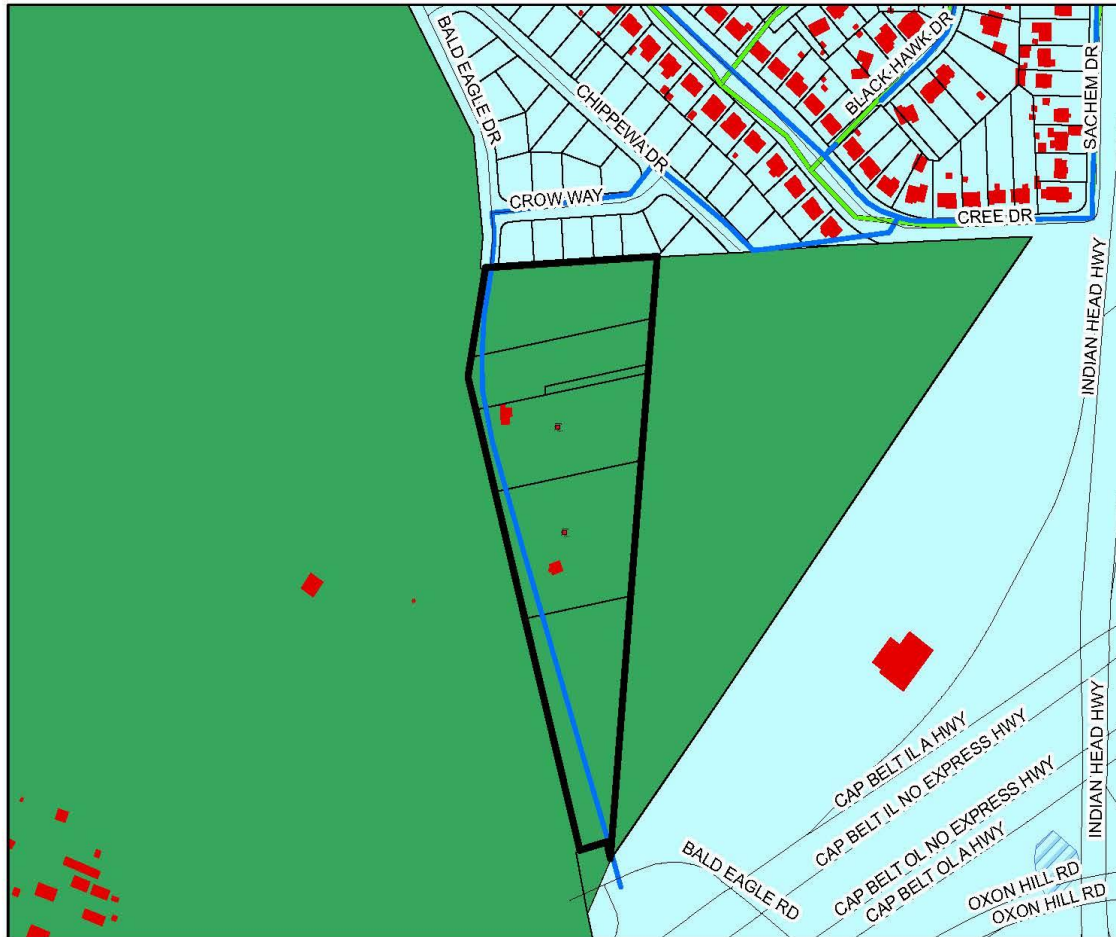 BALD EAGLE DR
CHIPPEWA DR
BLACK HAWK DR
SACHEM DR
CROW WAY
CREE DR
INDIAN HEAD HWY
CAP BELT IL A HWY
CAP BELT IL NO EXPRESS HWY
CAP BELT OL NO EXPRESS HWY
CAP BELT OL A HWY
INDIAN HEAD HWY
BALD EAGLE RD
OXON HILL RD
OXON HILL RD